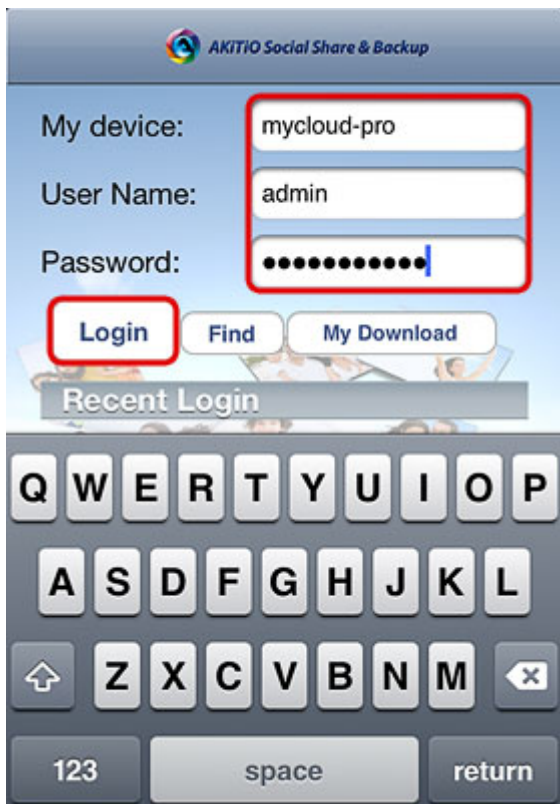 AKiTiO Social Share & Backup
My device: mycloud-pro
User Name: admin
Password: ●●●●●●●●●●●
Login Find My Download
Recent Login
Q W E R T Y U I O P
A S D F G H J K L
Z X C V B N M
123 space return